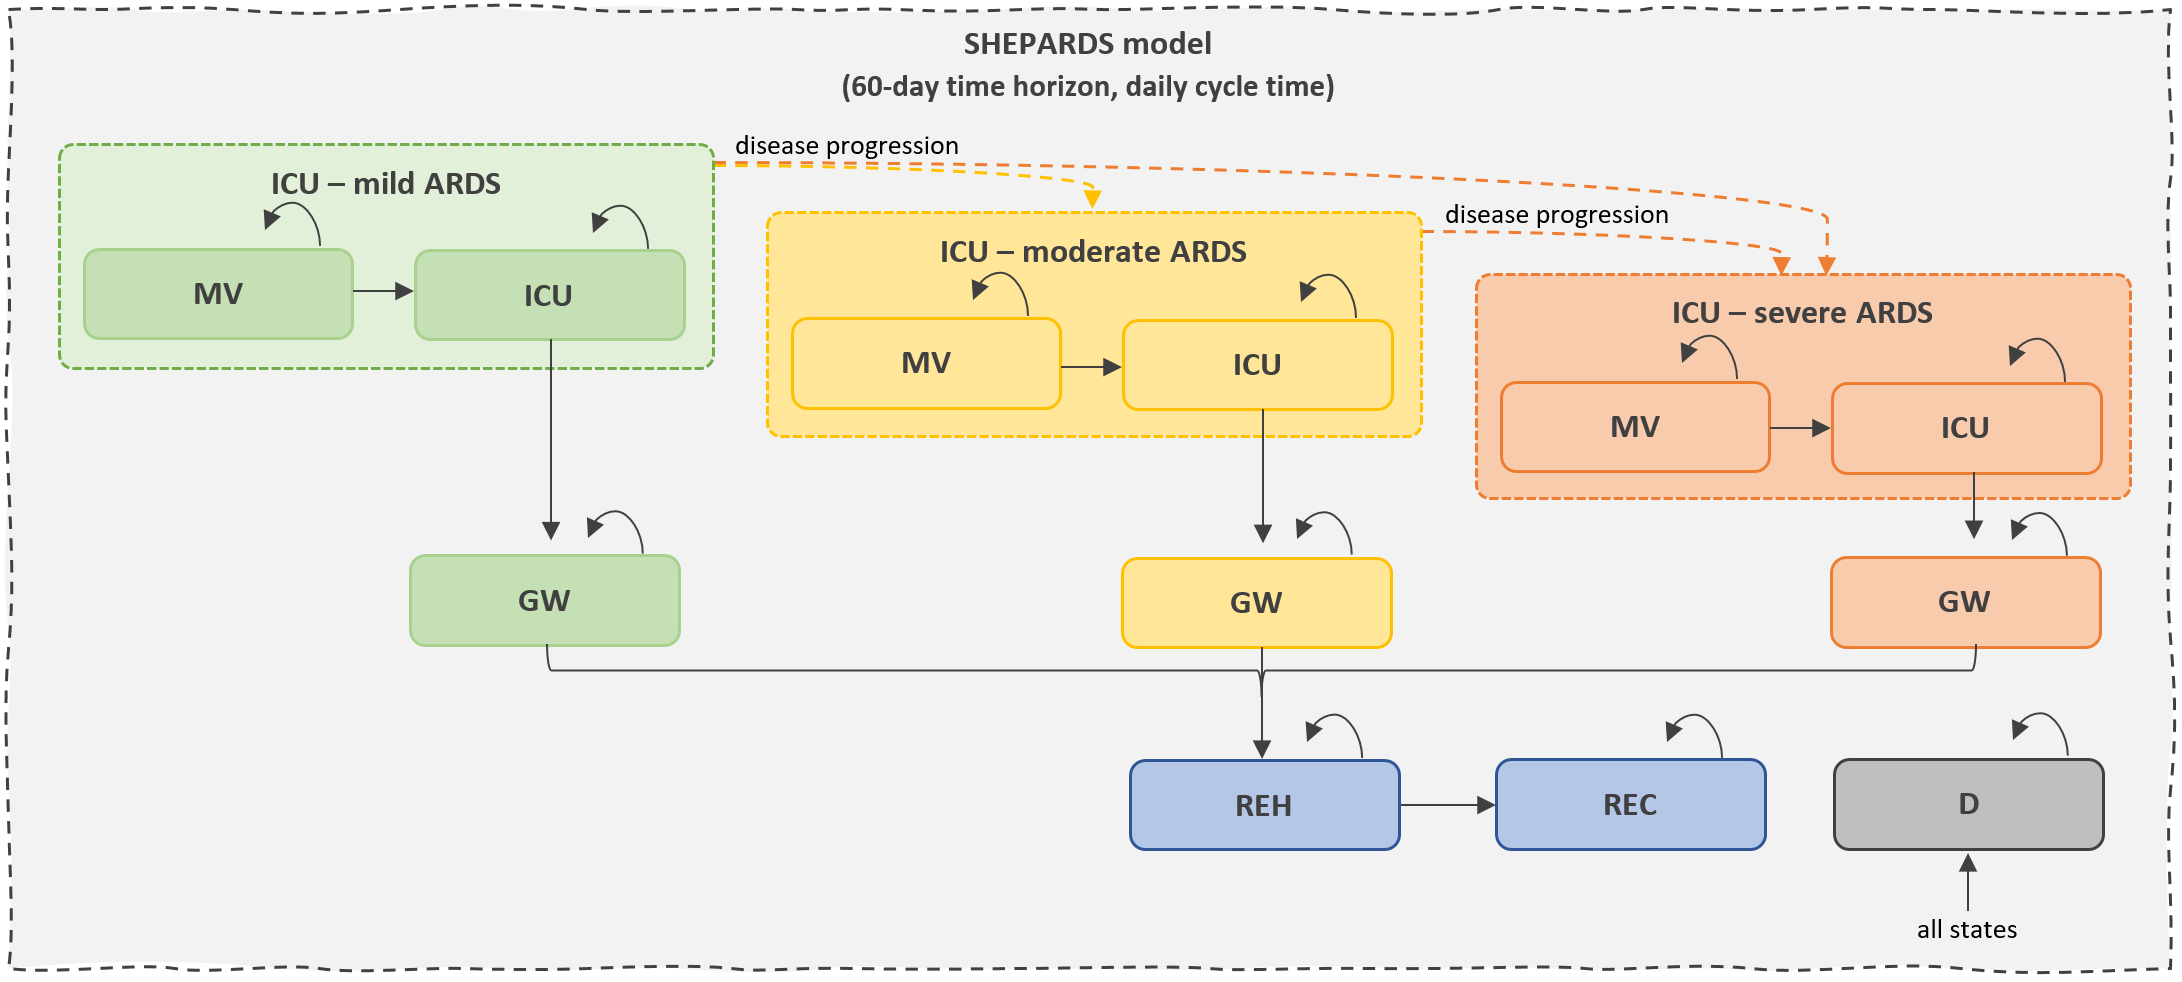 SHEPARDS model
(60-day time horizon, daily cycle time)
disease progression
ICU – mild ARDS
MV
ICU
disease progression
ICU – moderate ARDS
MV
ICU
ICU – severe ARDS
MV
ICU
GW
GW
GW
REH
REC
D
all states